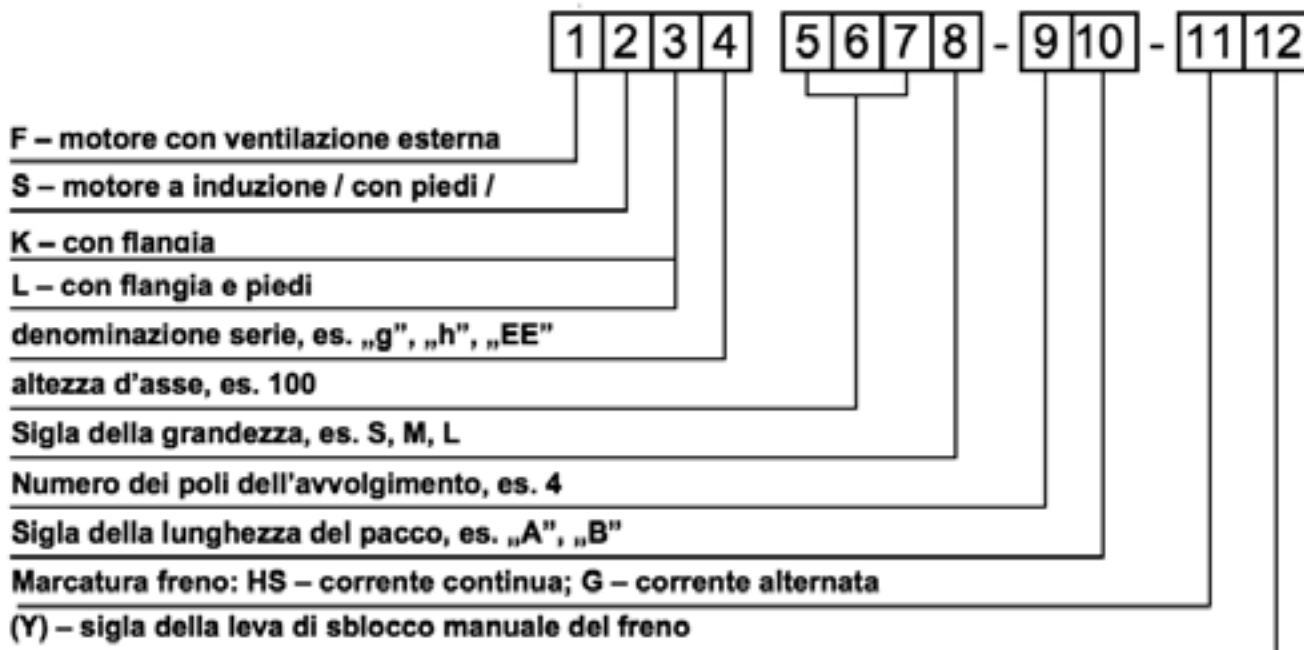 1 2 3 4 5 6 7 8 - 9 10 - 11 12
F – motore con ventilazione esterna
S – motore a induzione / con piedi /
K – con flangia
L – con flangia e piedi
denominazione serie, es. „g”, „h”, „EE”
altezza d'asse, es. 100
Sigla della grandezza, es. S, M, L
Numero dei poli dell'avvolgimento, es. 4
Sigla della lunghezza del pacco, es. „A”, „B”
Marcatura freno: HS – corrente continua; G – corrente alternata
(Y) – sigla della leva di sblocco manuale del freno